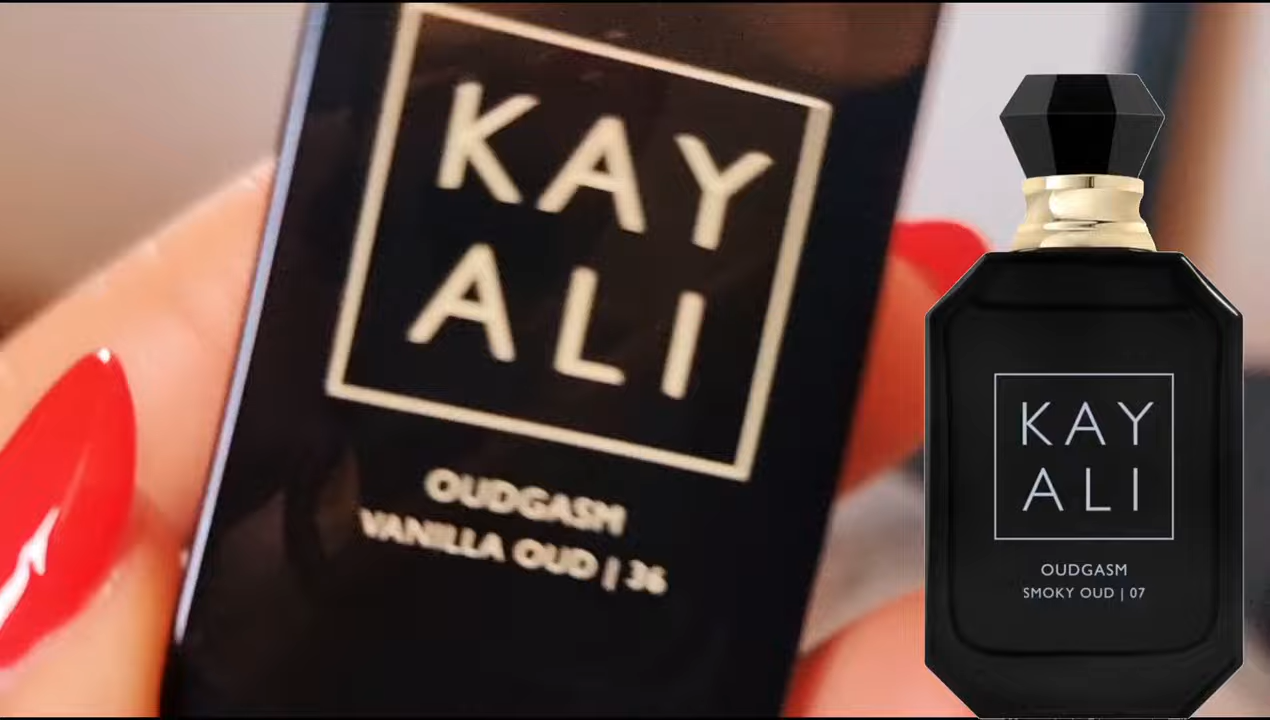 KAY
ALI
OUDGASM
VANILLA OUD | 36
KAY
ALI
OUDGASM
SMOKY OUD | 07